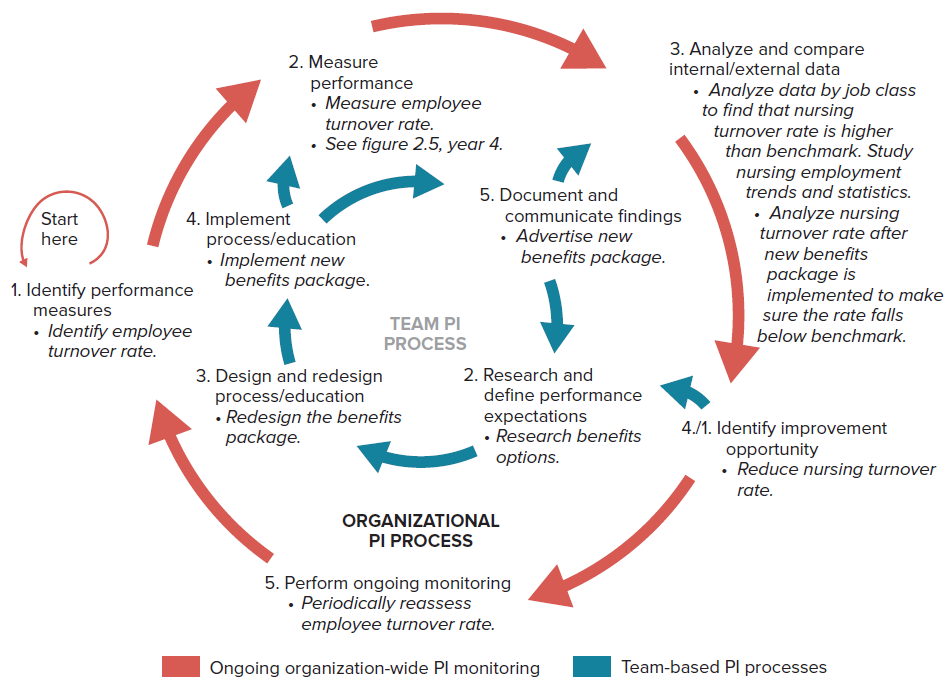 2. Measure
performance
• Measure employee
turnover rate.
• See figure 2.5, year 4.
3. Analyze and compare
internal/external data
• Analyze data by job class
to find that nursing
turnover rate is higher
than benchmark. Study
nursing employment
trends and statistics.
• Analyze nursing
turnover rate after
new benefits
package is
implemented to make
sure the rate falls
below benchmark.
Start
here
1. Identify performance
measures
• Identify employee
turnover rate.
4. Implement
process/education
• Implement new
benefits package.
5. Document and
communicate findings
• Advertise new
benefits package.
TEAM PI
PROCESS
3. Design and redesign
process/education
• Redesign the benefits
package.
2. Research and
define performance
expectations
• Research benefits
options.
4./1. Identify improvement
opportunity
• Reduce nursing turnover
rate.
ORGANIZATIONAL
PI PROCESS
5. Perform ongoing monitoring
• Periodically reassess
employee turnover rate.
Ongoing organization-wide PI monitoring
Team-based PI processes